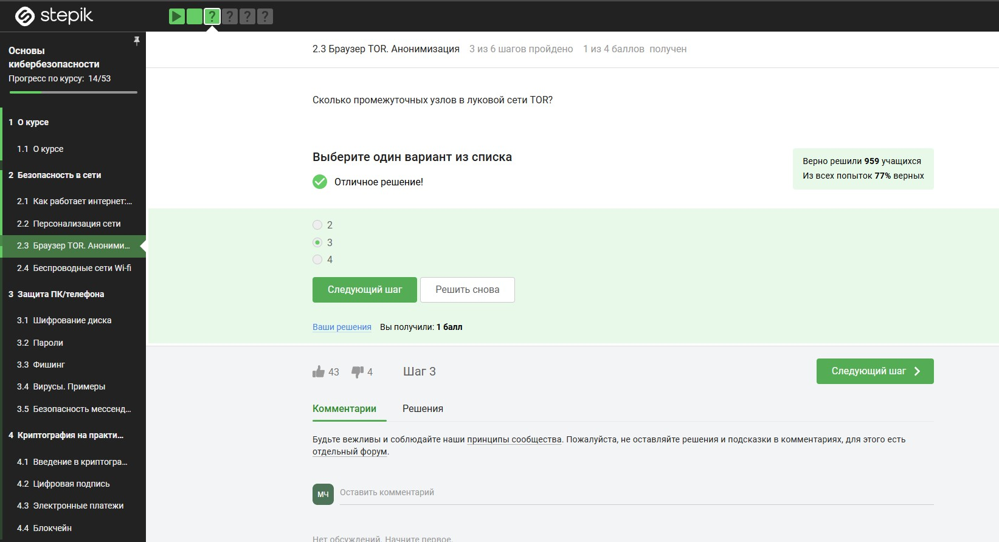 stepik
? ? ? ?
Основы
кибербезопасности
Прогресс по курсу: 14/53
1 О курсе
1.1 О курсе
2 Безопасность в сети
2.1 Как работает интернет:...
2.2 Персонализация сети
2.3 Браузер TOR. Аноними...
2.4 Беспроводные сети Wi-fi
3 Защита ПК/телефона
3.1 Шифрование диска
3.2 Пароли
3.3 Фишинг
3.4 Вирусы. Примеры
3.5 Безопасность мессенд...
4 Криптография на практи...
4.1 Введение в криптогра...
4.2 Цифровая подпись
4.3 Электронные платежи
4.4 Блокчейн
2.3 Браузер TOR. Анонимизация 3 из 6 шагов пройдено 1 из 4 баллов получен
Сколько промежуточных узлов в луковой сети TOR?
Выберите один вариант из списка
Отличное решение!
Верно решили 959 учащихся
Из всех попыток 77% верных
2
3
4
Следующий шаг Решить снова
Ваши решения Вы получили: 1 балл
43 4 Шаг 3 Следующий шаг
Комментарии Решения
Будьте вежливы и соблюдайте наши принципы сообщества. Пожалуйста, не оставляйте решения и подсказки в комментариях, для этого есть
отдельный форум.
МЧ Оставить комментарий
Нет обсуждений. Начните первое.